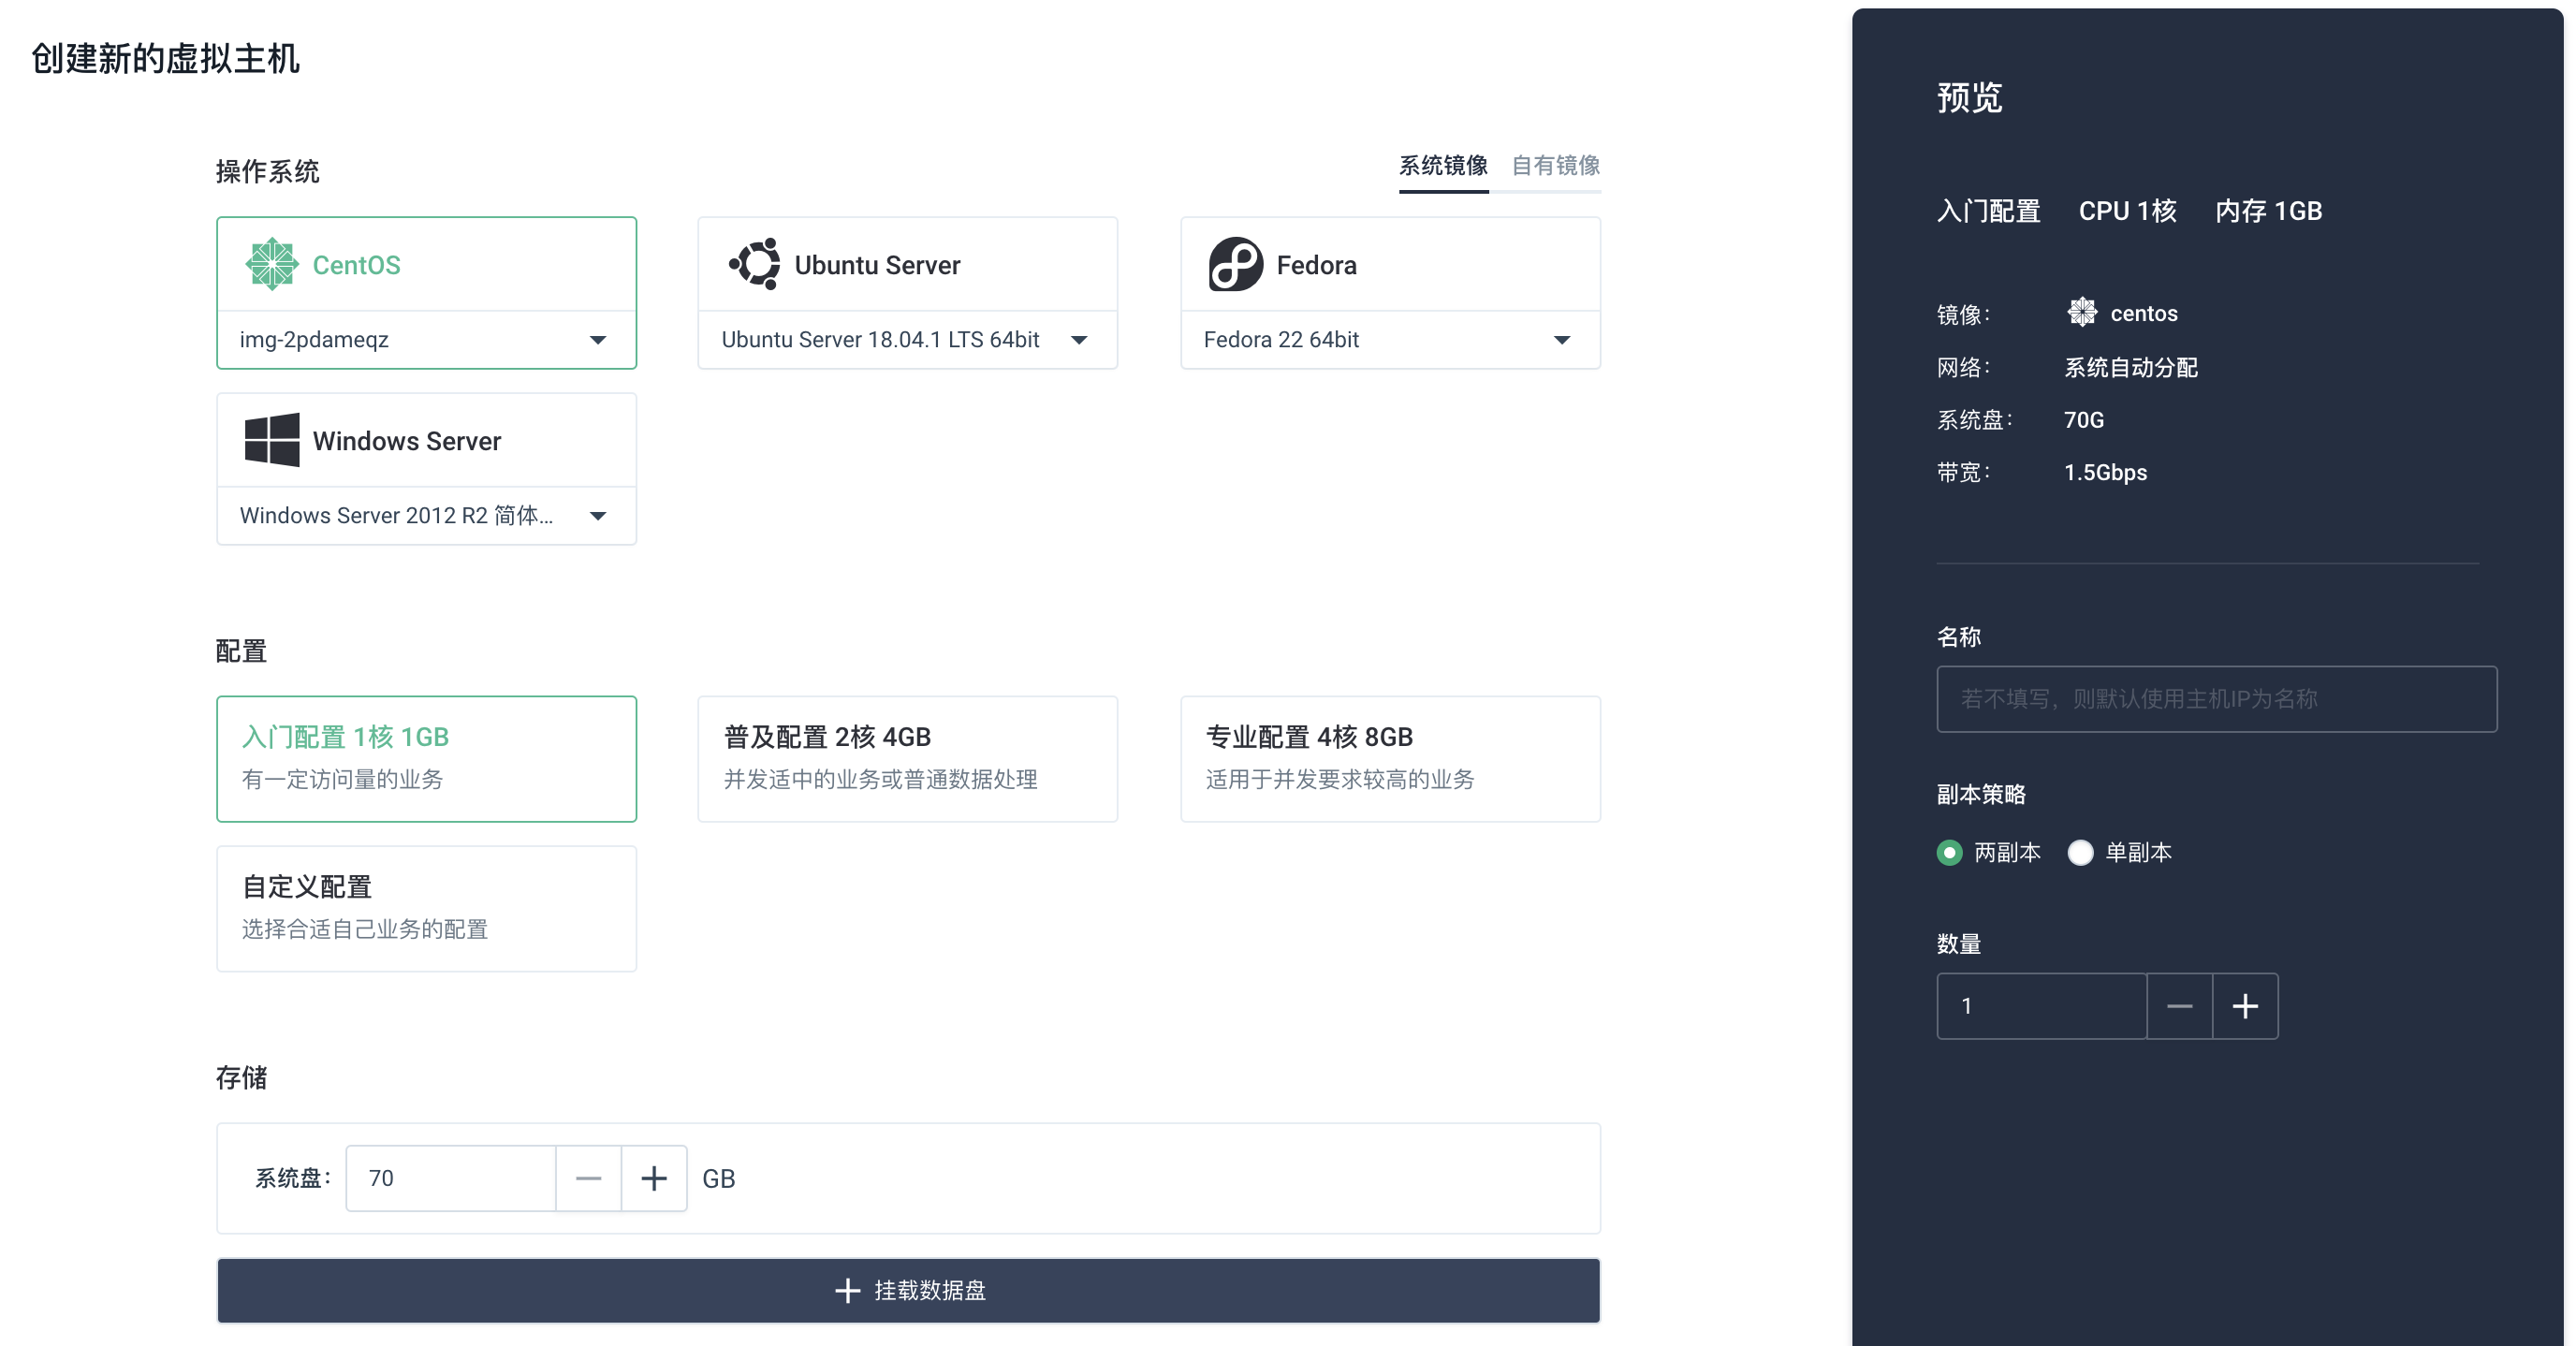 创建新的虚拟主机
操作系统
系统镜像 自有镜像
CentOS
img-2pdameqz
Ubuntu Server
Ubuntu Server 18.04.1 LTS 64bit
Fedora
Fedora 22 64bit
Windows Server
Windows Server 2012 R2 简体...
配置
入门配置 1核 1GB
有一定访问量的业务
普及配置 2核 4GB
并发适中的业务或普通数据处理
专业配置 4核 8GB
适用于并发要求较高的业务
自定义配置
选择合适自己业务的配置
存储
系统盘: 70 GB
挂载数据盘
预览
入门配置 CPU 1核 内存 1GB
镜像: centos
网络: 系统自动分配
系统盘: 70G
带宽: 1.5Gbps
名称
若不填写，则默认使用主机IP为名称
副本策略
两副本 单副本
数量
1